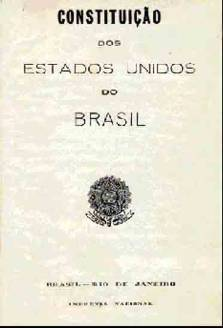 CONSTITUIÇÃO
DOS
ESTADOS UNIDOS
DO
BRASIL
BRASIL — RIO DE JANEIRO
IMPRENSA NACIONAL